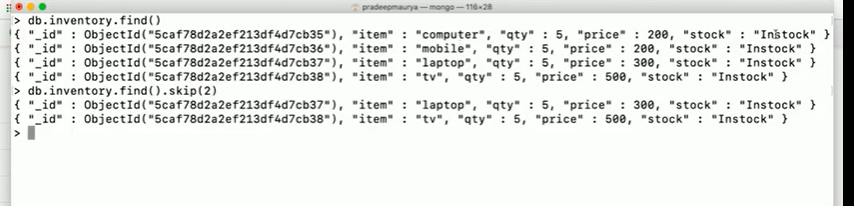 pradeepmaurya — mongo — 116×28
> db.inventory.find()
{ "_id" : ObjectId("5caf78d2a2ef213df4d7cb35"), "item" : "computer", "qty" : 5, "price" : 200, "stock" : "Instock" }
{ "_id" : ObjectId("5caf78d2a2ef213df4d7cb36"), "item" : "mobile", "qty" : 5, "price" : 200, "stock" : "Instock" }
{ "_id" : ObjectId("5caf78d2a2ef213df4d7cb37"), "item" : "laptop", "qty" : 5, "price" : 300, "stock" : "Instock" }
{ "_id" : ObjectId("5caf78d2a2ef213df4d7cb38"), "item" : "tv", "qty" : 5, "price" : 500, "stock" : "Instock" }
> db.inventory.find().skip(2)
{ "_id" : ObjectId("5caf78d2a2ef213df4d7cb37"), "item" : "laptop", "qty" : 5, "price" : 300, "stock" : "Instock" }
{ "_id" : ObjectId("5caf78d2a2ef213df4d7cb38"), "item" : "tv", "qty" : 5, "price" : 500, "stock" : "Instock" }
>